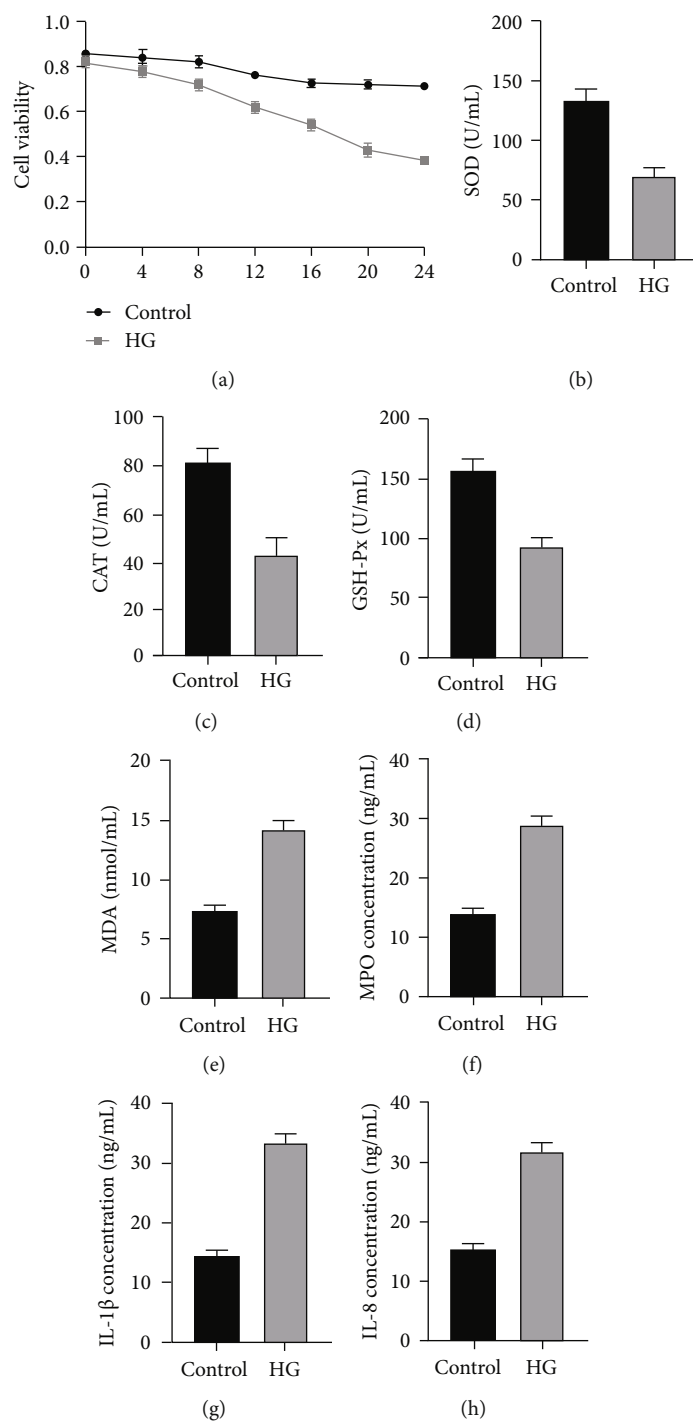 1.0
0.8
0.6
0.4
0.2
0.0
Cell viability
0 4 8 12 16 20 24
Control
HG
(a)
200
150
100
50
0
SOD (U/mL)
Control HG
(b)
100
80
60
40
20
0
CAT (U/mL)
Control HG
(c)
200
150
100
50
0
GSH-Px (U/mL)
Control HG
(d)
20
15
10
5
0
MDA (nmol/mL)
Control HG
(e)
40
30
20
10
0
MPO concentration (ng/mL)
Control HG
(f)
40
30
20
10
0
IL-1β concentration (ng/mL)
Control HG
(g)
40
30
20
10
0
IL-8 concentration (ng/mL)
Control HG
(h)